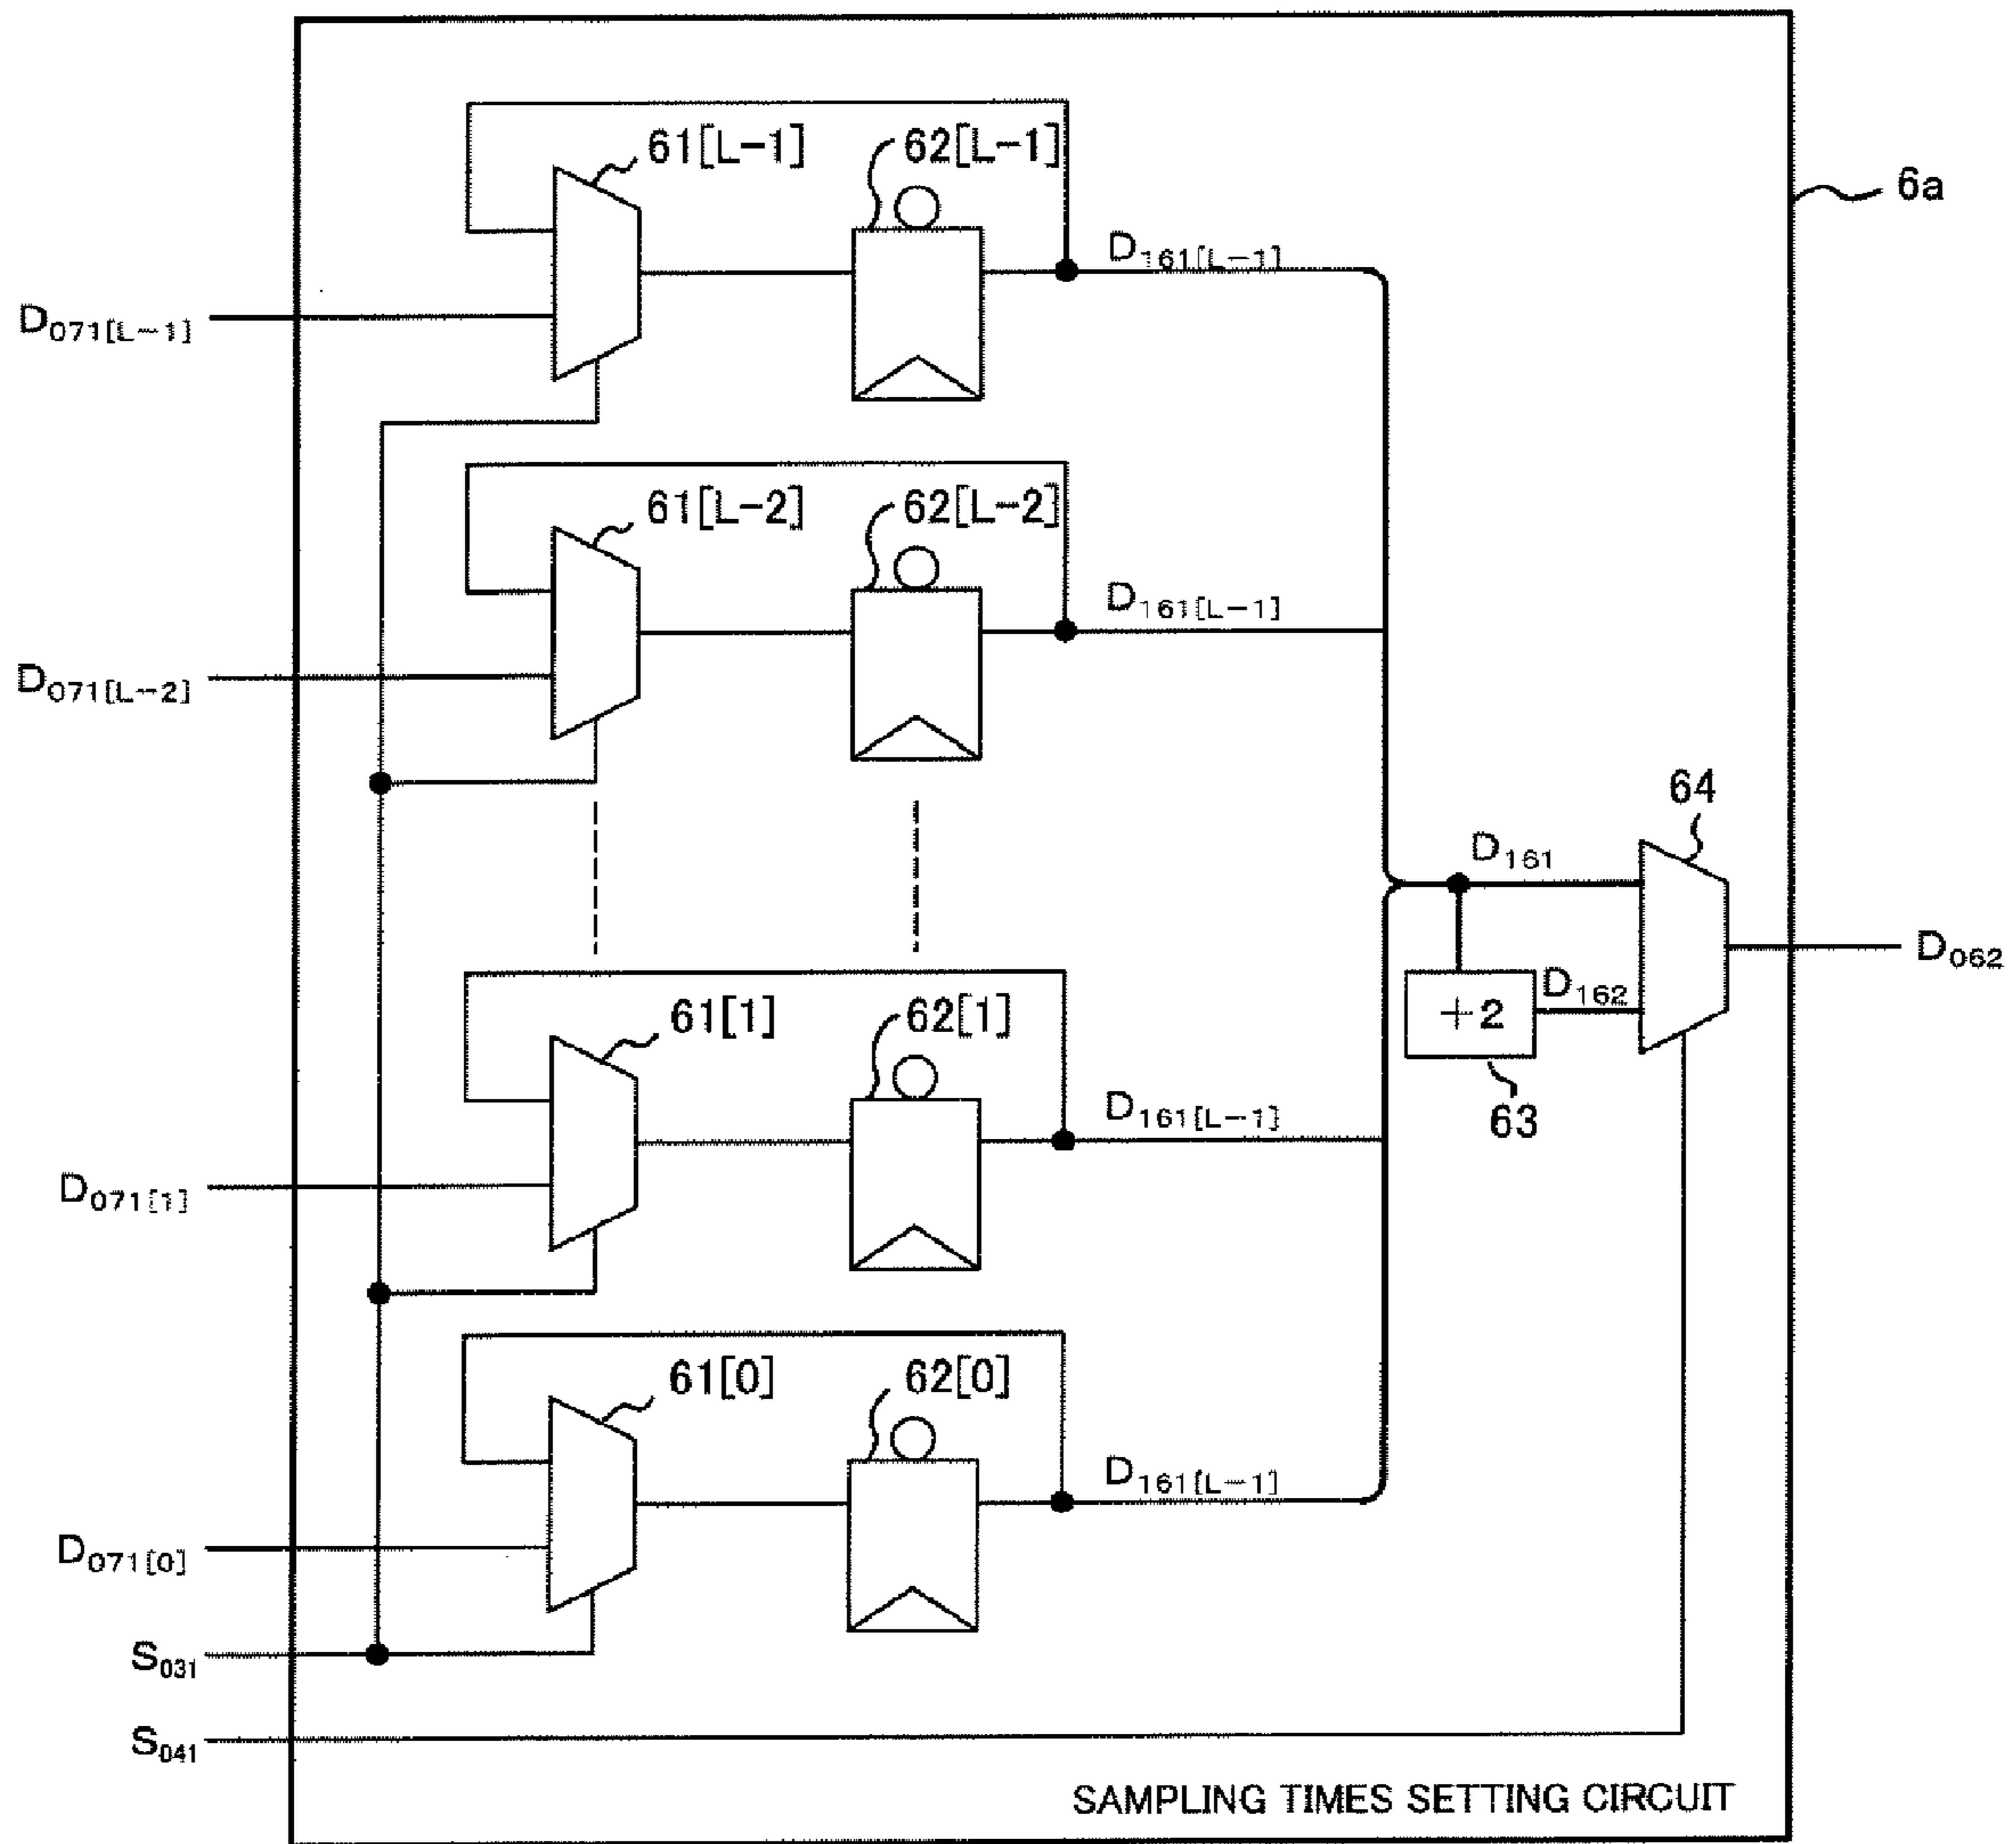 61[L-1]
62[L-1]
6a
D161[L-1]
D071[L-1]
61[L-2]
62[L-2]
D161[L-1]
D071[L-2]
64
D161
D062
D162
+2
61[1]
62[1]
63
D161[L-1]
D071[1]
61[0]
62[0]
D161[L-1]
D071[0]
S031
S041
SAMPLING TIMES SETTING CIRCUIT